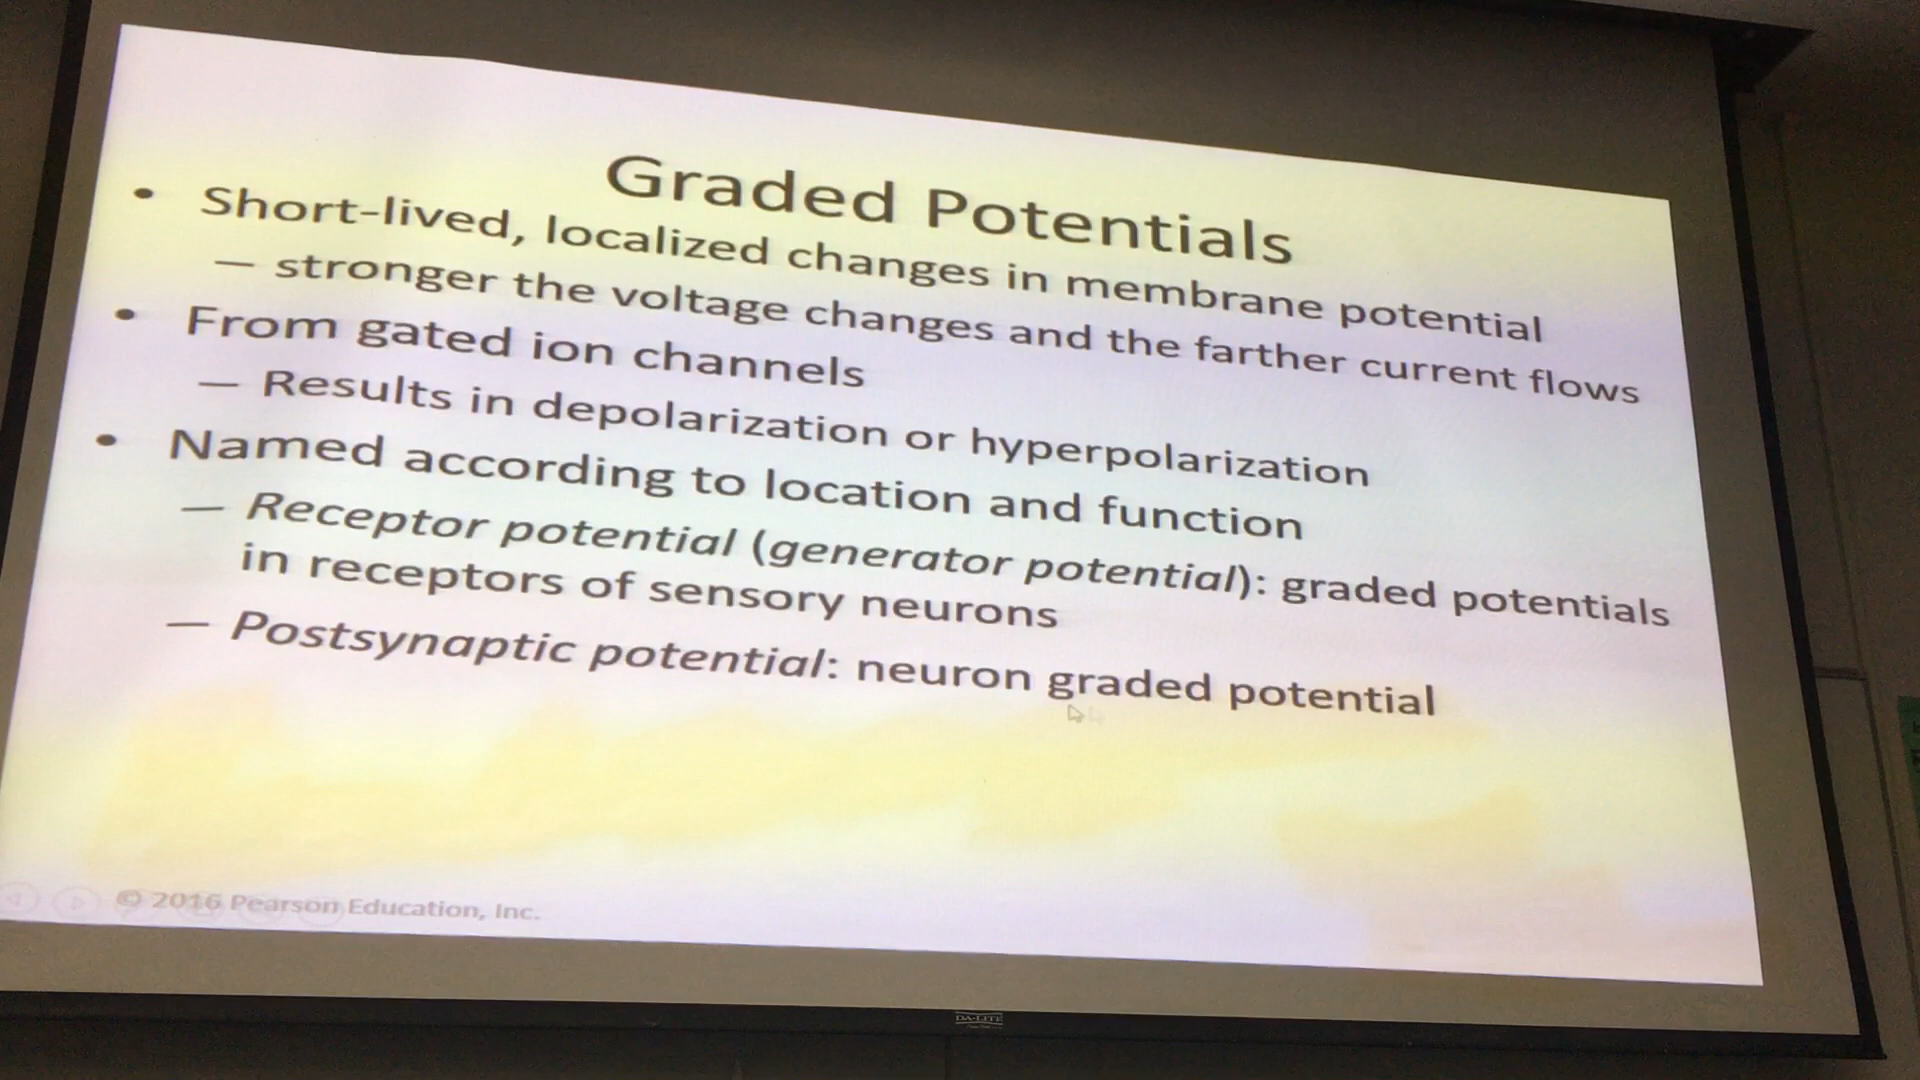 Graded Potentials
• Short-lived, localized changes in membrane potential
— stronger the voltage changes and the farther current flows
• From gated ion channels
— Results in depolarization or hyperpolarization
• Named according to location and function
— Receptor potential (generator potential): graded potentials
in receptors of sensory neurons
— Postsynaptic potential: neuron graded potential
© 2016 Pearson Education, Inc.
DA-LITE